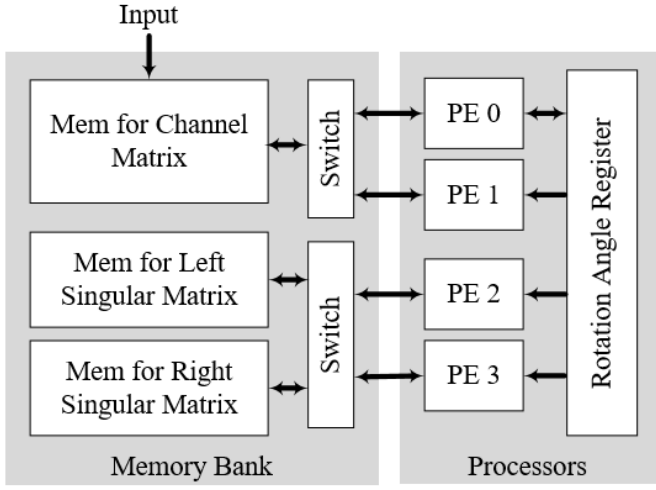 Input
Mem for Channel
Matrix
Switch
PE 0
PE 1
Mem for Left
Singular Matrix
Mem for Right
Singular Matrix
Switch
PE 2
PE 3
Rotation Angle Register
Memory Bank
Processors